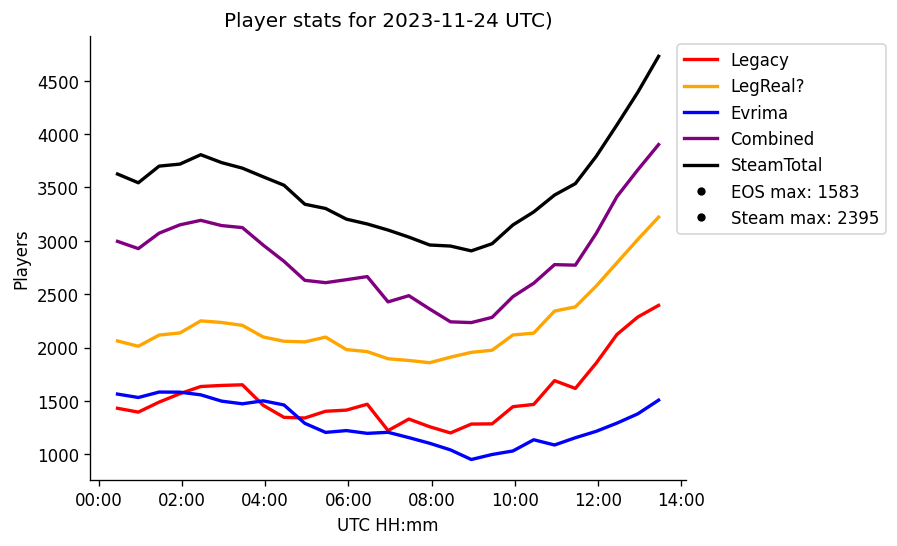 Player stats for 2023-11-24 UTC)
Legacy
LegReal?
Evrima
Combined
SteamTotal
EOS max: 1583
Steam max: 2395
Players
4500
4000
3500
3000
2500
2000
1500
1000
00:00 02:00 04:00 06:00 08:00 10:00 12:00 14:00
UTC HH:mm